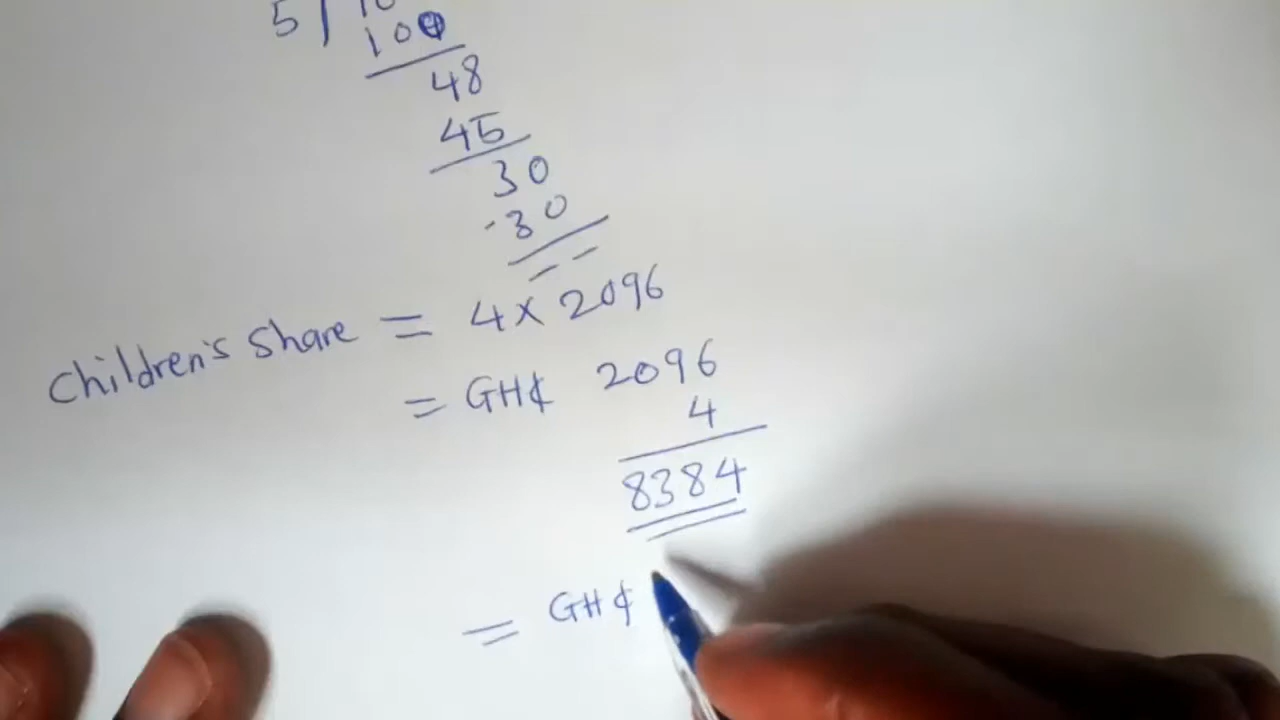 5 10
100
48
45
30
-30
Children's Share = 4 x 2096
= GH¢ 2096
4
8384
= GH¢